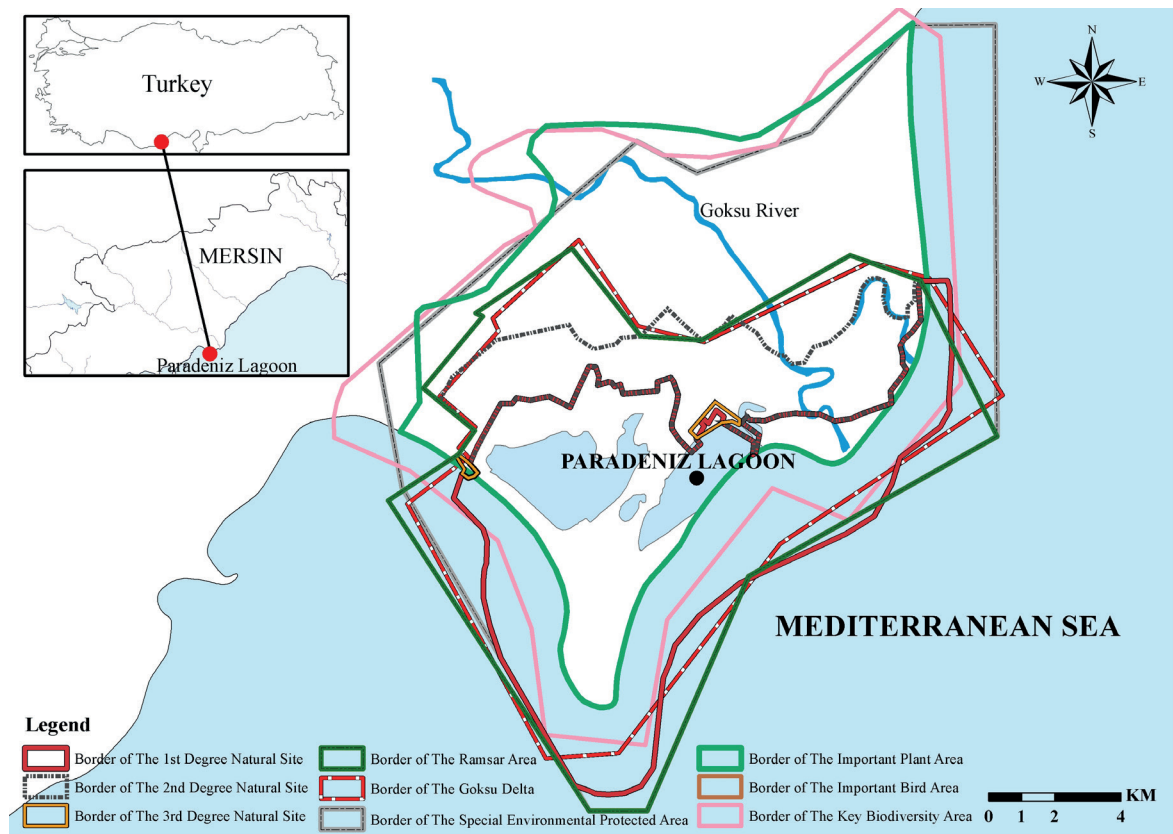 Turkey
MERSIN
Paradeniz Lagoon
N
W E
S
Goksu River
PARADENIZ LAGOON
MEDITERRANEAN SEA
Legend
Border of The 1st Degree Natural Site
Border of The 2nd Degree Natural Site
Border of The 3rd Degree Natural Site
Border of The Ramsar Area
Border of The Goksu Delta
Border of The Special Environmental Protected Area
Border of The Important Plant Area
Border of The Important Bird Area
Border of The Key Biodiversity Area
KM
0 1 2 4